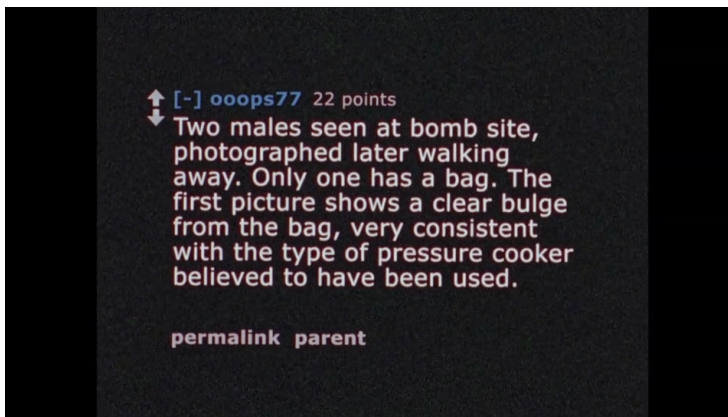 [-] ooops77 22 points
Two males seen at bomb site,
photographed later walking
away. Only one has a bag. The
first picture shows a clear bulge
from the bag, very consistent
with the type of pressure cooker
believed to have been used.
permalink parent